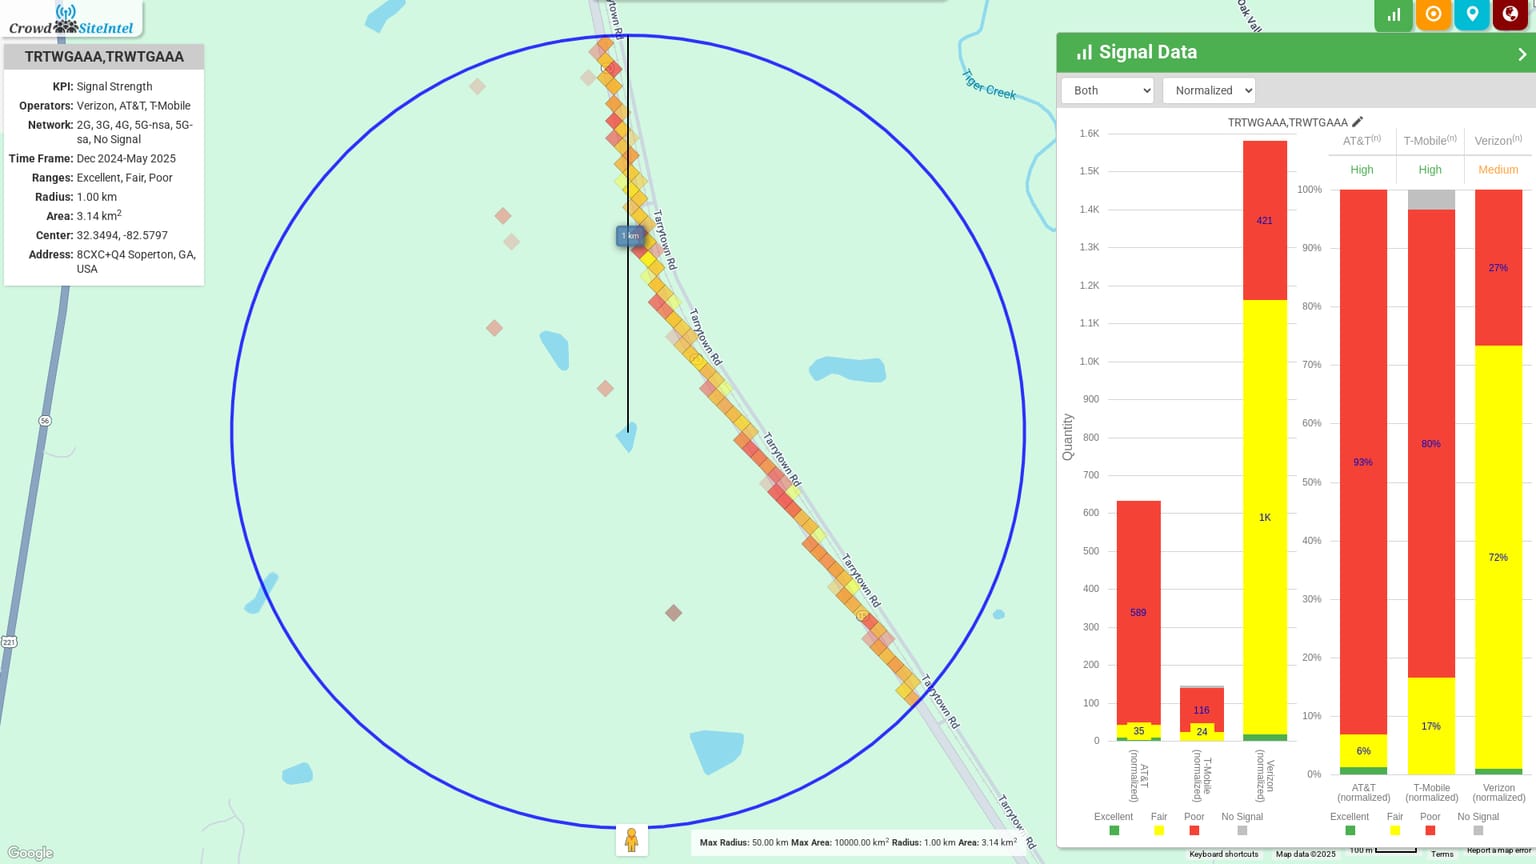 CrowdSiteIntel
TRTWGAAA,TRWTGAAA
KPI: Signal Strength
Operators: Verizon, AT&T, T-Mobile
Network: 2G, 3G, 4G, 5G-nsa, 5G-
sa, No Signal
Time Frame: Dec 2024-May 2025
Ranges: Excellent, Fair, Poor
Radius: 1.00 km
Area: 3.14 km²
Center: 32.3494, -82.5797
Address: 8CXC+Q4 Soperton, GA,
USA
Tarrytown Rd
Oak Vall
Tiger Creek
Tarrytown Rd
1 km
Tarrytown Rd
Tarrytown Rd
Tarrytown Rd
Tarrytown Rd
Tarrytown Rd
56
221
Google
Max Radius: 50.00 km Max Area: 10000.00 km² Radius: 1.00 km Area: 3.14 km²
Signal Data
Both
Normalized
TRTWGAAA,TRWTGAAA
Quantity
1.6K
1.5K
1.4K
1.3K
1.2K
1.1K
1.0K
900
800
700
600
500
400
300
200
100
0
589
35
116
24
421
1K
AT&T
(normalized)
T-Mobile
(normalized)
Verizon
(normalized)
Excellent Fair Poor No Signal
AT&T(n) T-Mobile(n) Verizon(n)
High High Medium
100%
90%
80%
70%
60%
50%
40%
30%
20%
10%
0%
93%
6%
80%
17%
27%
72%
AT&T
(normalized)
T-Mobile
(normalized)
Verizon
(normalized)
Excellent Fair Poor No Signal
Keyboard shortcuts Map data ©2025 100 m Terms Report a map error